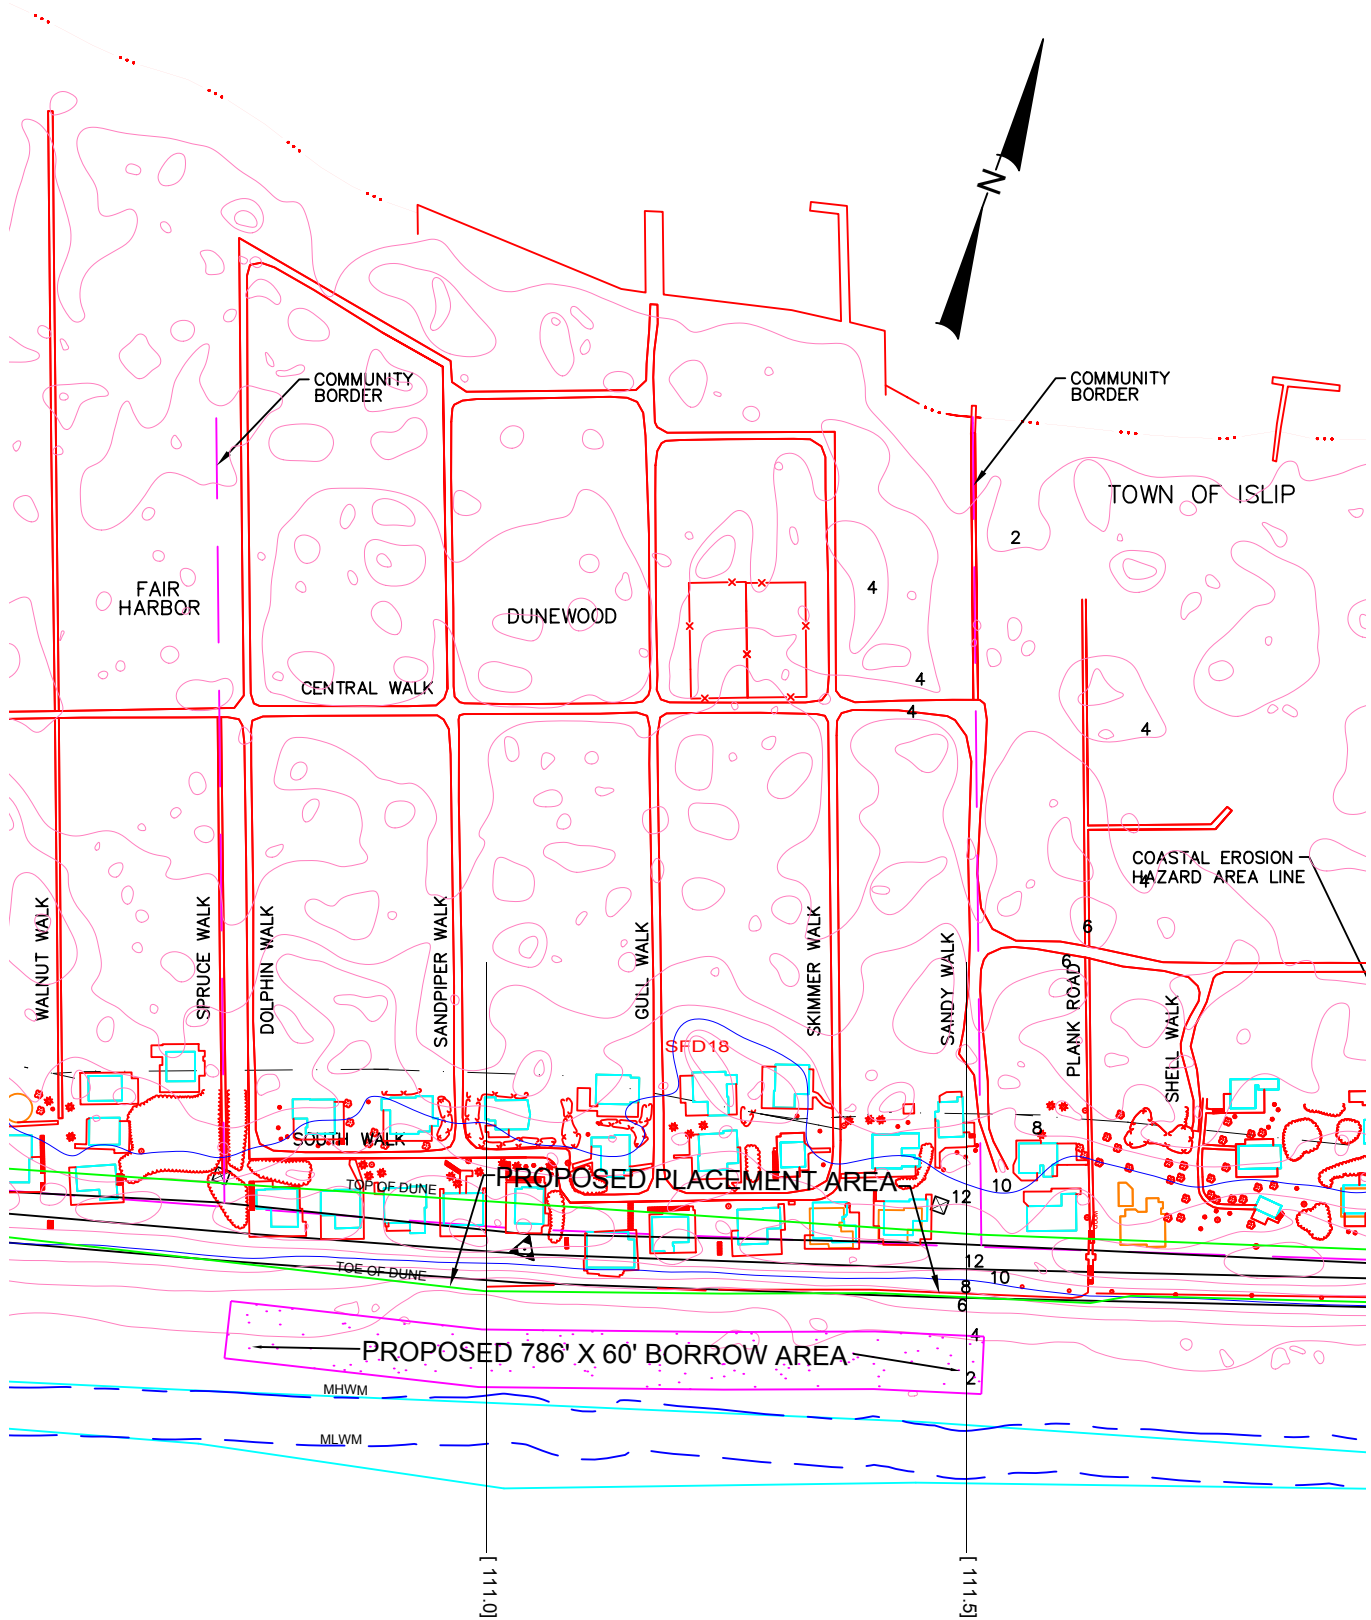 N
COMMUNITY
BORDER
COMMUNITY
BORDER
TOWN OF ISLIP
2
FAIR
HARBOR
DUNEWOOD
4
CENTRAL WALK
4
4
4
COASTAL EROSION
HAZARD AREA LINE
4
WALNUT WALK
SPRUCE WALK
DOLPHIN WALK
SANDPIPER WALK
GULL WALK
SKIMMER WALK
SANDY WALK
PLANK ROAD
SHELL WALK
6
6
SFD18
8
SOUTH WALK
TOP OF DUNE
PROPOSED PLACEMENT AREA
10
12
TOE OF DUNE
12
10
8
6
4
PROPOSED 786' X 60' BORROW AREA
2
MHWM
MLWM
[ 111.0]
[ 111.5]